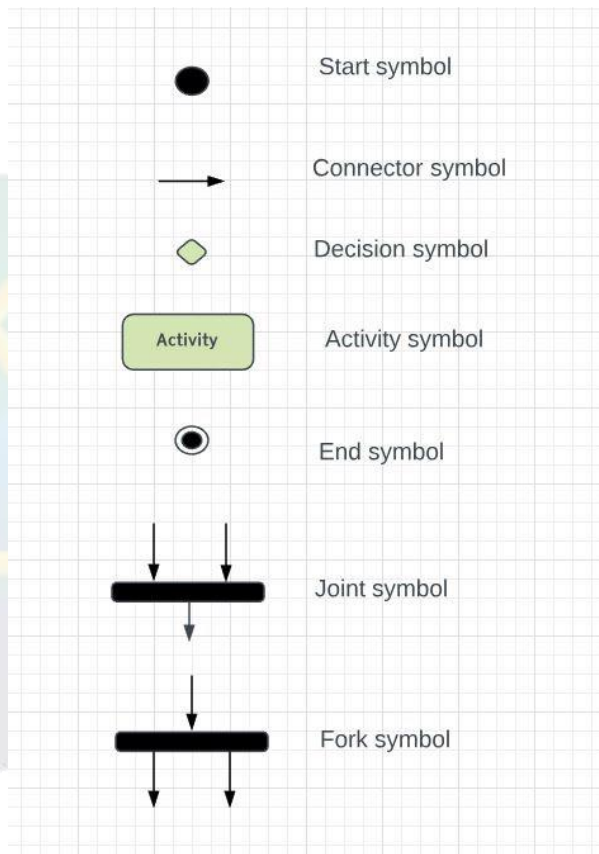 Start symbol
Connector symbol
Decision symbol
Activity
Activity symbol
End symbol
Joint symbol
Fork symbol